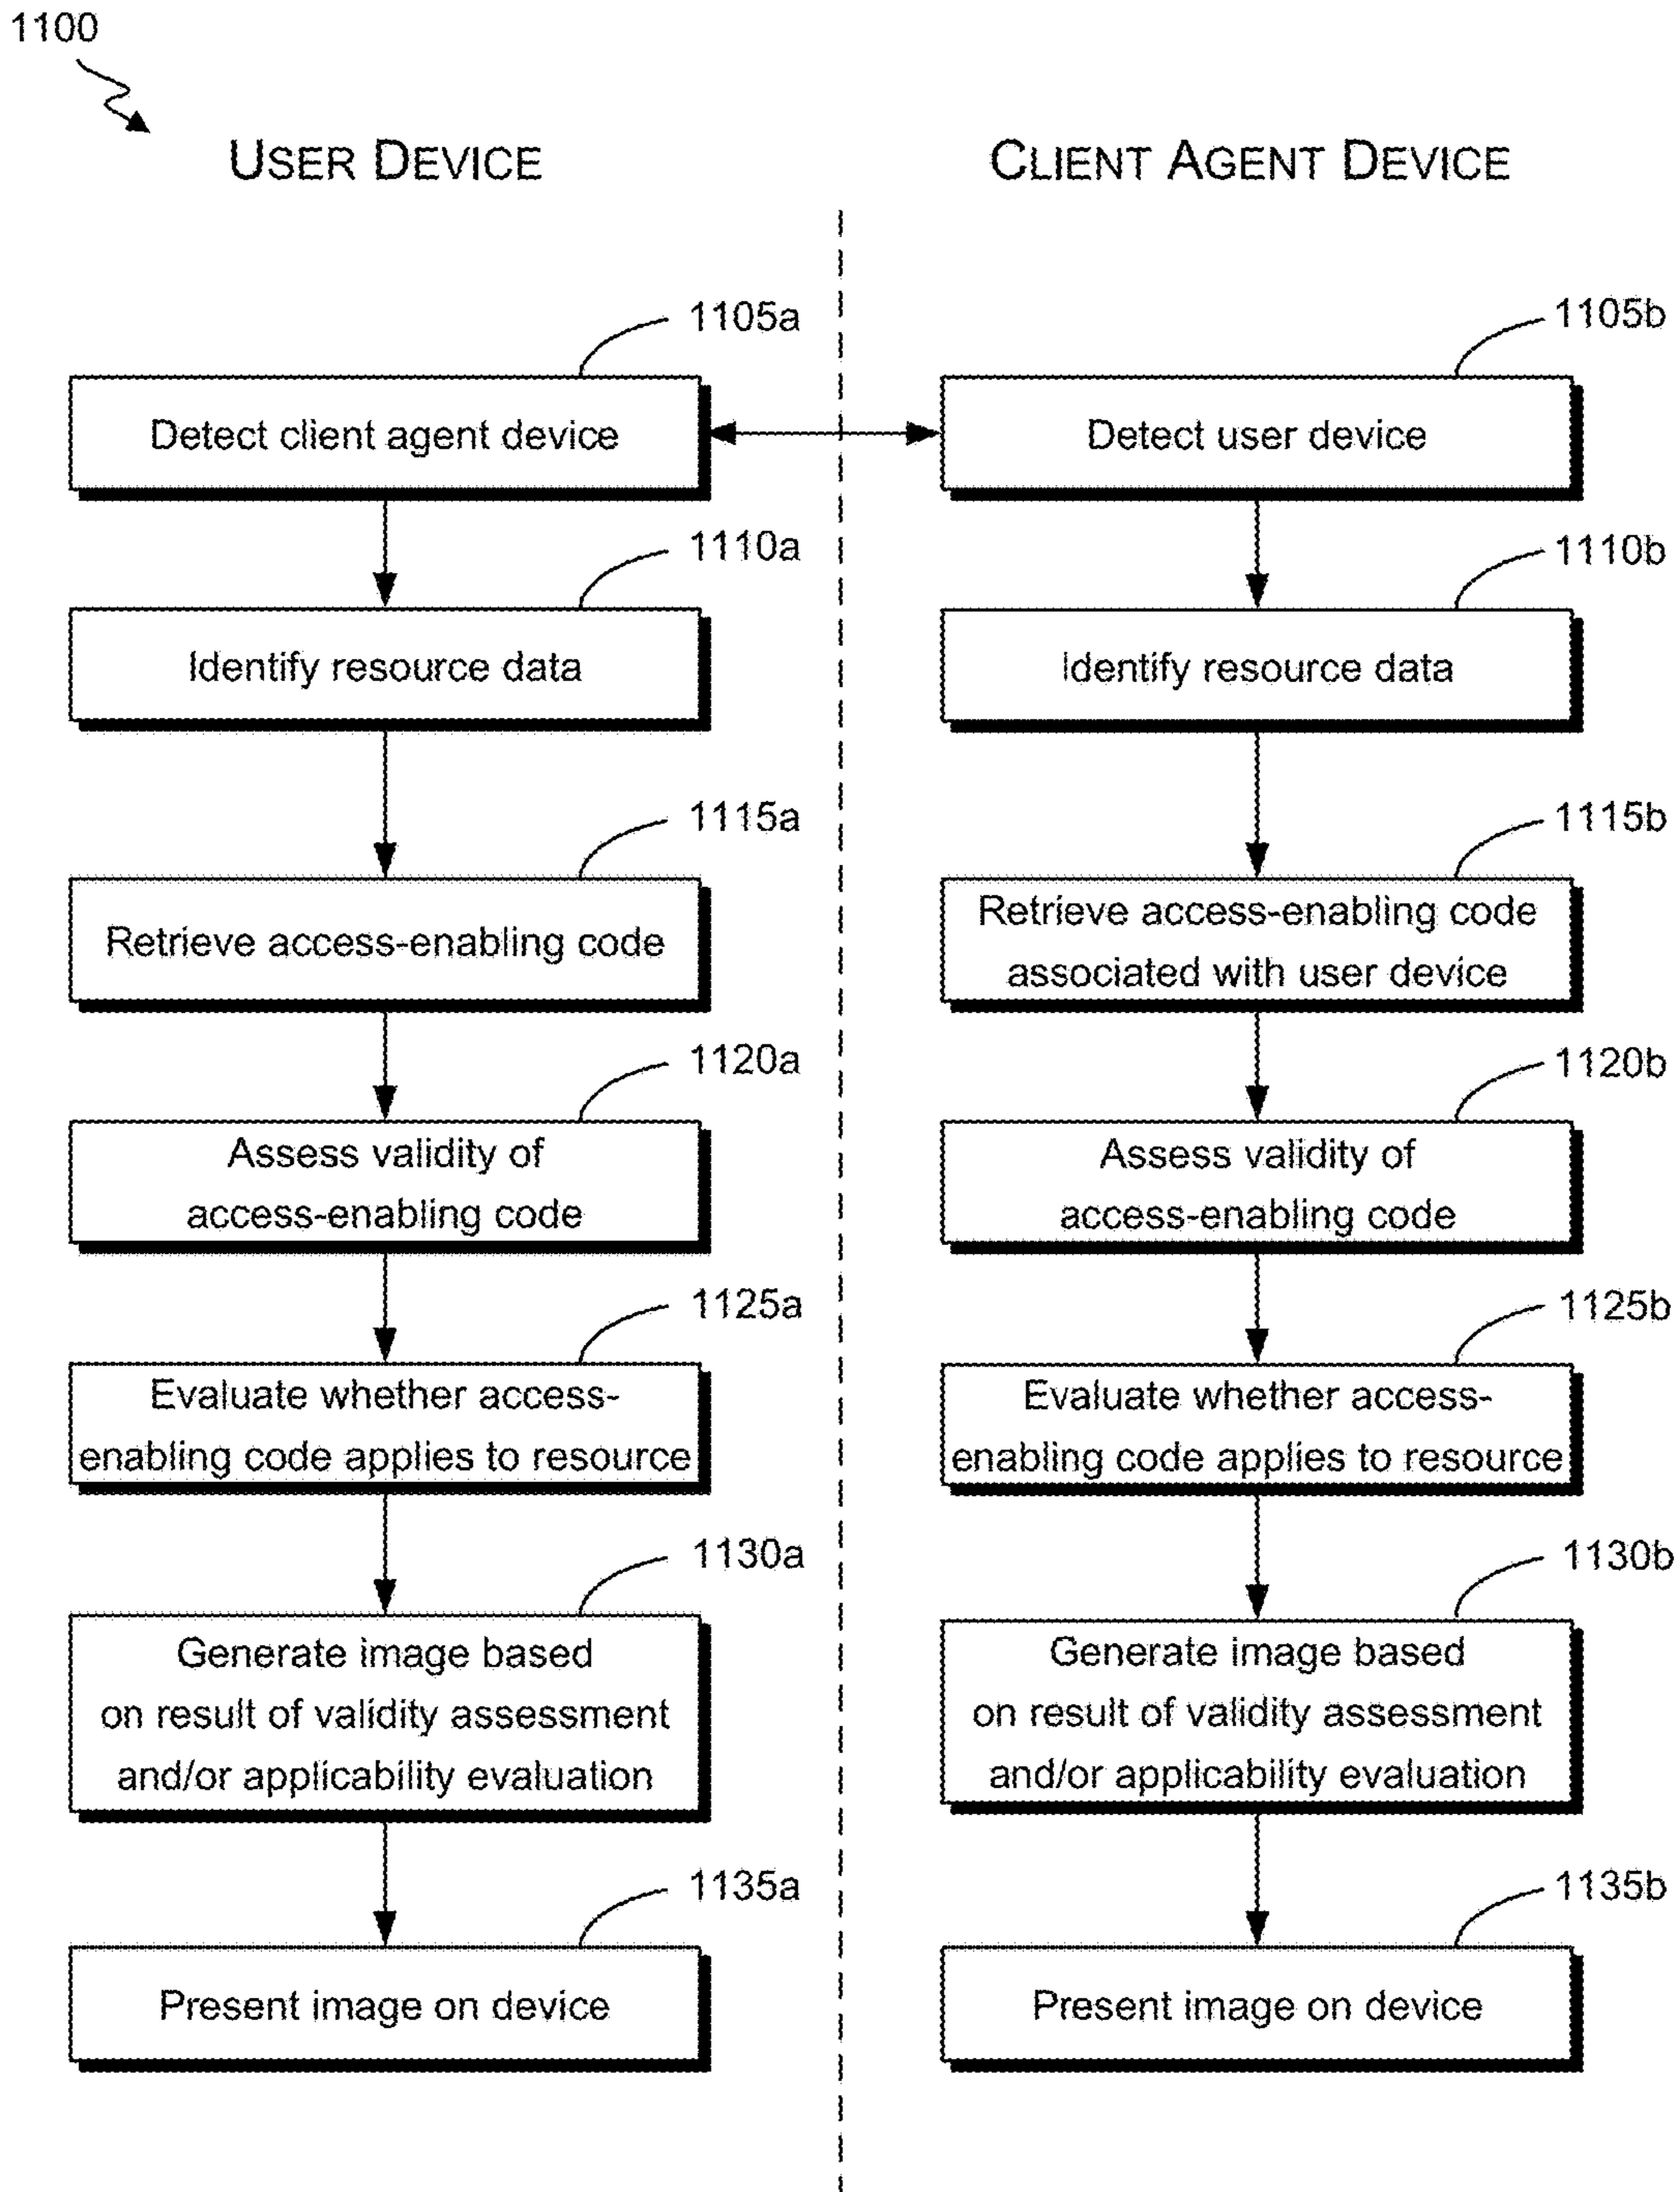 1100
USER DEVICE
CLIENT AGENT DEVICE
1105a
1105b
Detect client agent device
Detect user device
1110a
1110b
Identify resource data
Identify resource data
1115a
1115b
Retrieve access-enabling code
Retrieve access-enabling code
associated with user device
1120a
1120b
Assess validity of
access-enabling code
Assess validity of
access-enabling code
1125a
1125b
Evaluate whether access-
enabling code applies to resource
Evaluate whether access-
enabling code applies to resource
1130a
1130b
Generate image based
on result of validity assessment
and/or applicability evaluation
Generate image based
on result of validity assessment
and/or applicability evaluation
1135a
1135b
Present image on device
Present image on device